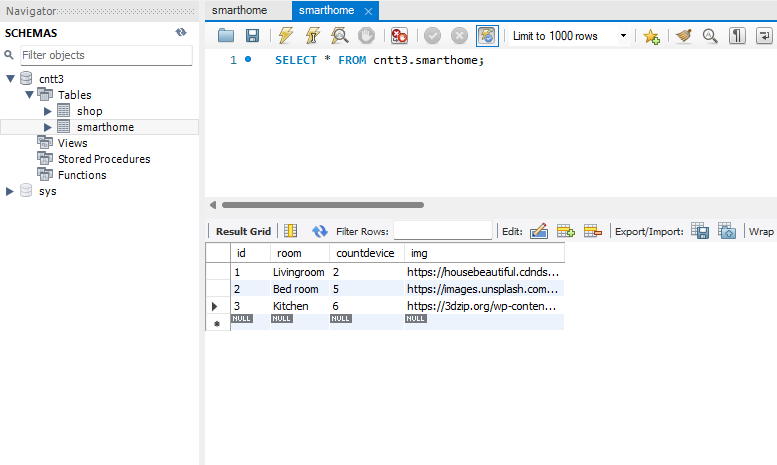 Navigator
SCHEMAS
Filter objects
cntt3
Tables
shop
smarthome
Views
Stored Procedures
Functions
sys
smarthome smarthome
Limit to 1000 rows
1 SELECT * FROM cntt3.smarthome;
Result Grid Filter Rows: Edit: Export/Import: Wrap
id room countdevice img
1 Livingroom 2 https://housebeautiful.cdnds...
2 Bed room 5 https://images.unsplash.com...
3 Kitchen 6 https://3dzip.org/wp-conten...
NULL NULL NULL NULL